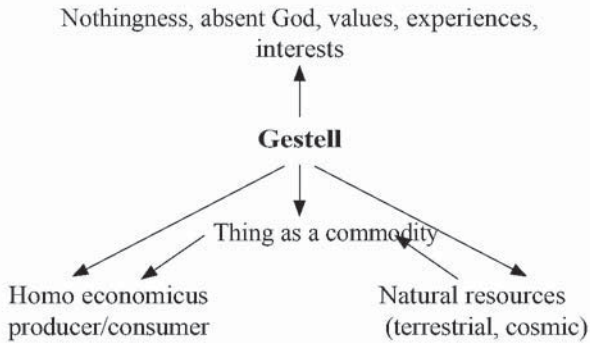 Nothingness, absent God, values, experiences,
interests
Gestell
Thing as a commodity
Homo economicus
producer/consumer
Natural resources
(terrestrial, cosmic)